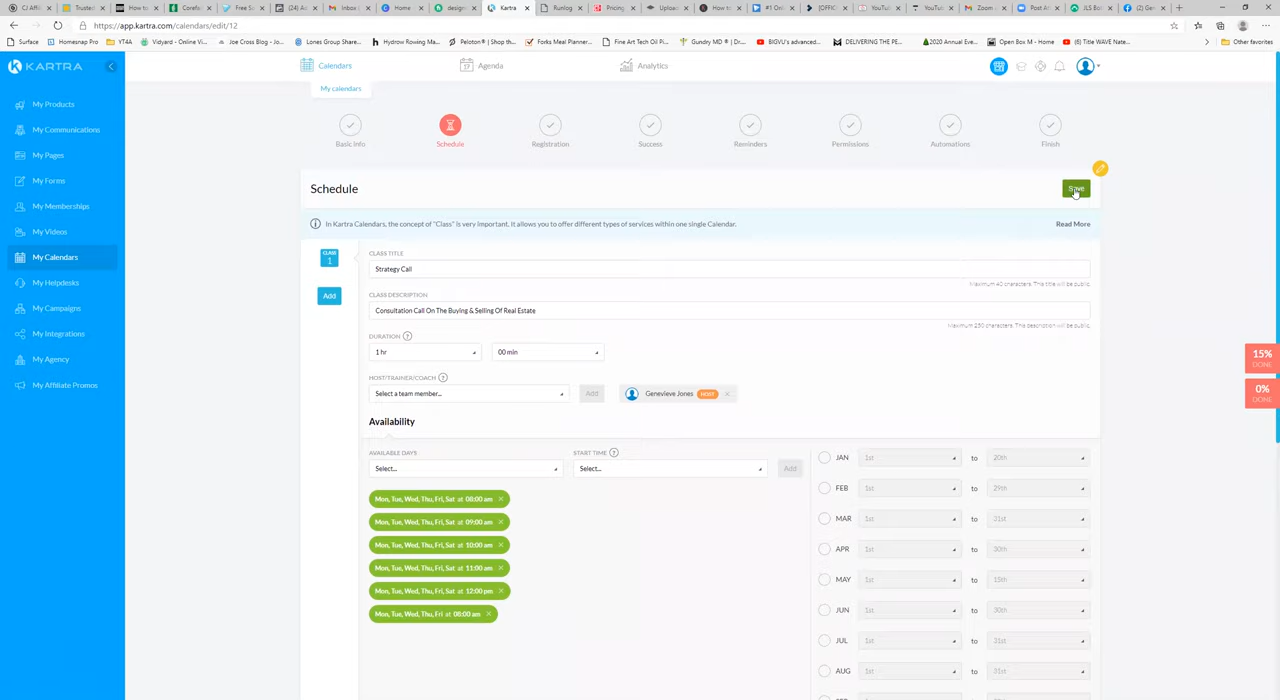 CJ Affili
Trusted
How to
Corefa
Free Sa
(24) Ac
Inbox (
Home
design
Kartra
Runlog
Pricing
Upload
How to
#1 Onli
[OFFIC
YouTu
YouTu
Zoom
Post At
JLS Boi
(2) Ge
https://app.kartra.com/calendars/edit/12
Surface
Homesnap Pro
YT4A
Vidyard - Online Vi...
Joe Cross Blog - Jo...
Lones Group Share...
Hydrow Rowing Ma...
Peloton® | Shop th...
Forks Meal Planner...
Fine Art Tech Oil Pi...
Gundry MD ® | Dr...
BIGVU's advanced...
DELIVERING THE PE...
2020 Annual Eve...
Open Box M - Home
(6) Title WAVE Nate...
Other favorites
KARTRA
Calendars
Agenda
Analytics
My calendars
My Products
My Communications
My Pages
My Forms
My Memberships
My Videos
My Calendars
My Helpdesks
My Campaigns
My Integrations
My Agency
My Affiliate Promos
Basic Info
Schedule
Registration
Success
Reminders
Permissions
Automations
Finish
Schedule
Save
In Kartra Calendars, the concept of "Class" is very important, it allows you to offer different types of services within one single Calendar.
Read More
CLASS
1
Add
CLASS TITLE
Strategy Call
Maximum 40 characters. This title will be public.
CLASS DESCRIPTION
Consultation Call On The Buying & Selling Of Real Estate
Maximum 250 characters. This description will be public.
DURATION ?
1 hr
00 min
HOST/TRAINER/COACH ?
Select a team member...
Add
Genevieve Jones HOST ×
Availability
AVAILABLE DAYS
START TIME ?
Select...
Select...
Add
Mon, Tue, Wed, Thu, Fri, Sat at 08:00 am ×
Mon, Tue, Wed, Thu, Fri, Sat at 09:00 am ×
Mon, Tue, Wed, Thu, Fri, Sat at 10:00 am ×
Mon, Tue, Wed, Thu, Fri, Sat at 11:00 am ×
Mon, Tue, Wed, Thu, Fri, Sat at 12:00 pm ×
Mon, Tue, Wed, Thu, Fri at 08:00 am ×
JAN 1st to 20th
FEB 1st to 29th
MAR 1st to 31st
APR 1st to 30th
MAY 1st to 15th
JUN 1st to 30th
JUL 1st to 31st
AUG 1st to 31st
15%
DONE
0%
DONE